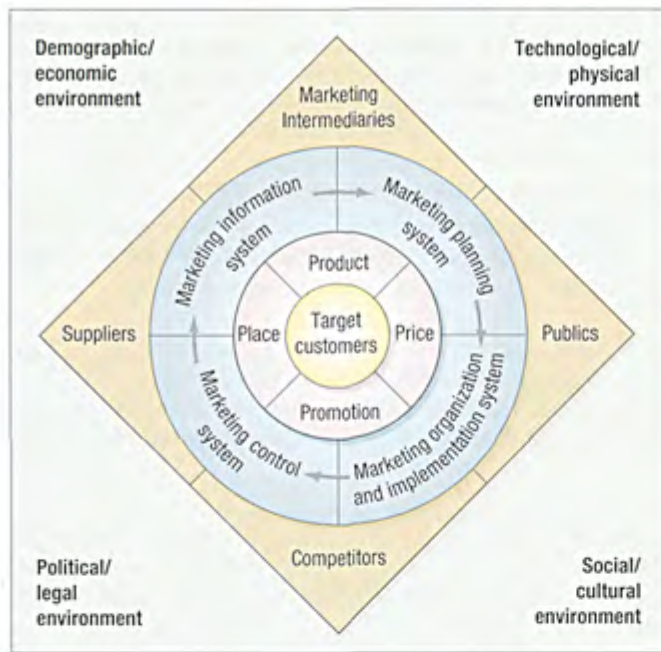 Demographic/
economic
environment
Technological/
physical
environment
Marketing
Intermediaries
Marketing information
system
Marketing planning
system
Product
Suppliers
Place
Target
customers
Price
Publics
Promotion
Marketing control
system
Marketing organization
and implementation system
Competitors
Political/
legal
environment
Social/
cultural
environment